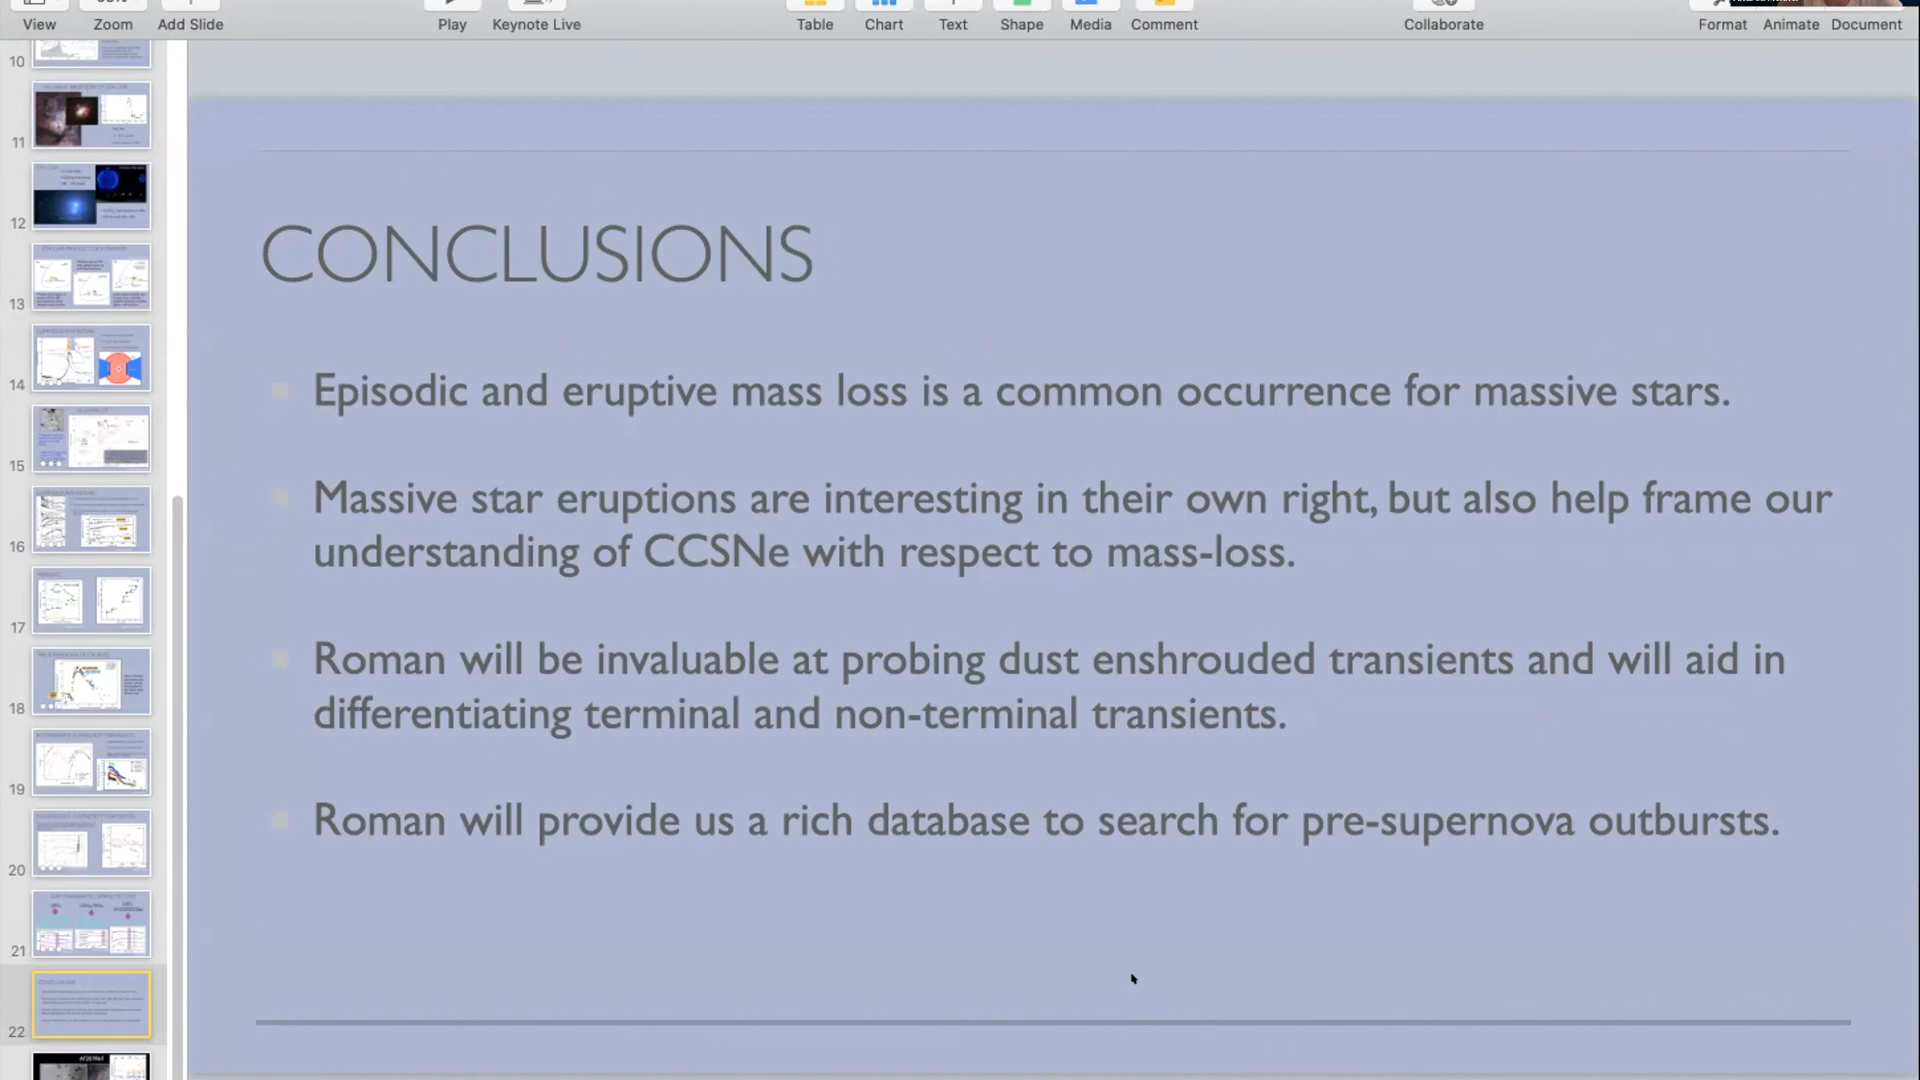 View Zoom Add Slide Play Keynote Live Table Chart Text Shape Media Comment Collaborate Format Animate Document
10
11
12
13
14
15
16
17
18
19
20
21
22
CONCLUSIONS
Episodic and eruptive mass loss is a common occurrence for massive stars.
Massive star eruptions are interesting in their own right, but also help frame our
understanding of CCSNe with respect to mass-loss.
Roman will be invaluable at probing dust enshrouded transients and will aid in
differentiating terminal and non-terminal transients.
Roman will provide us a rich database to search for pre-supernova outbursts.